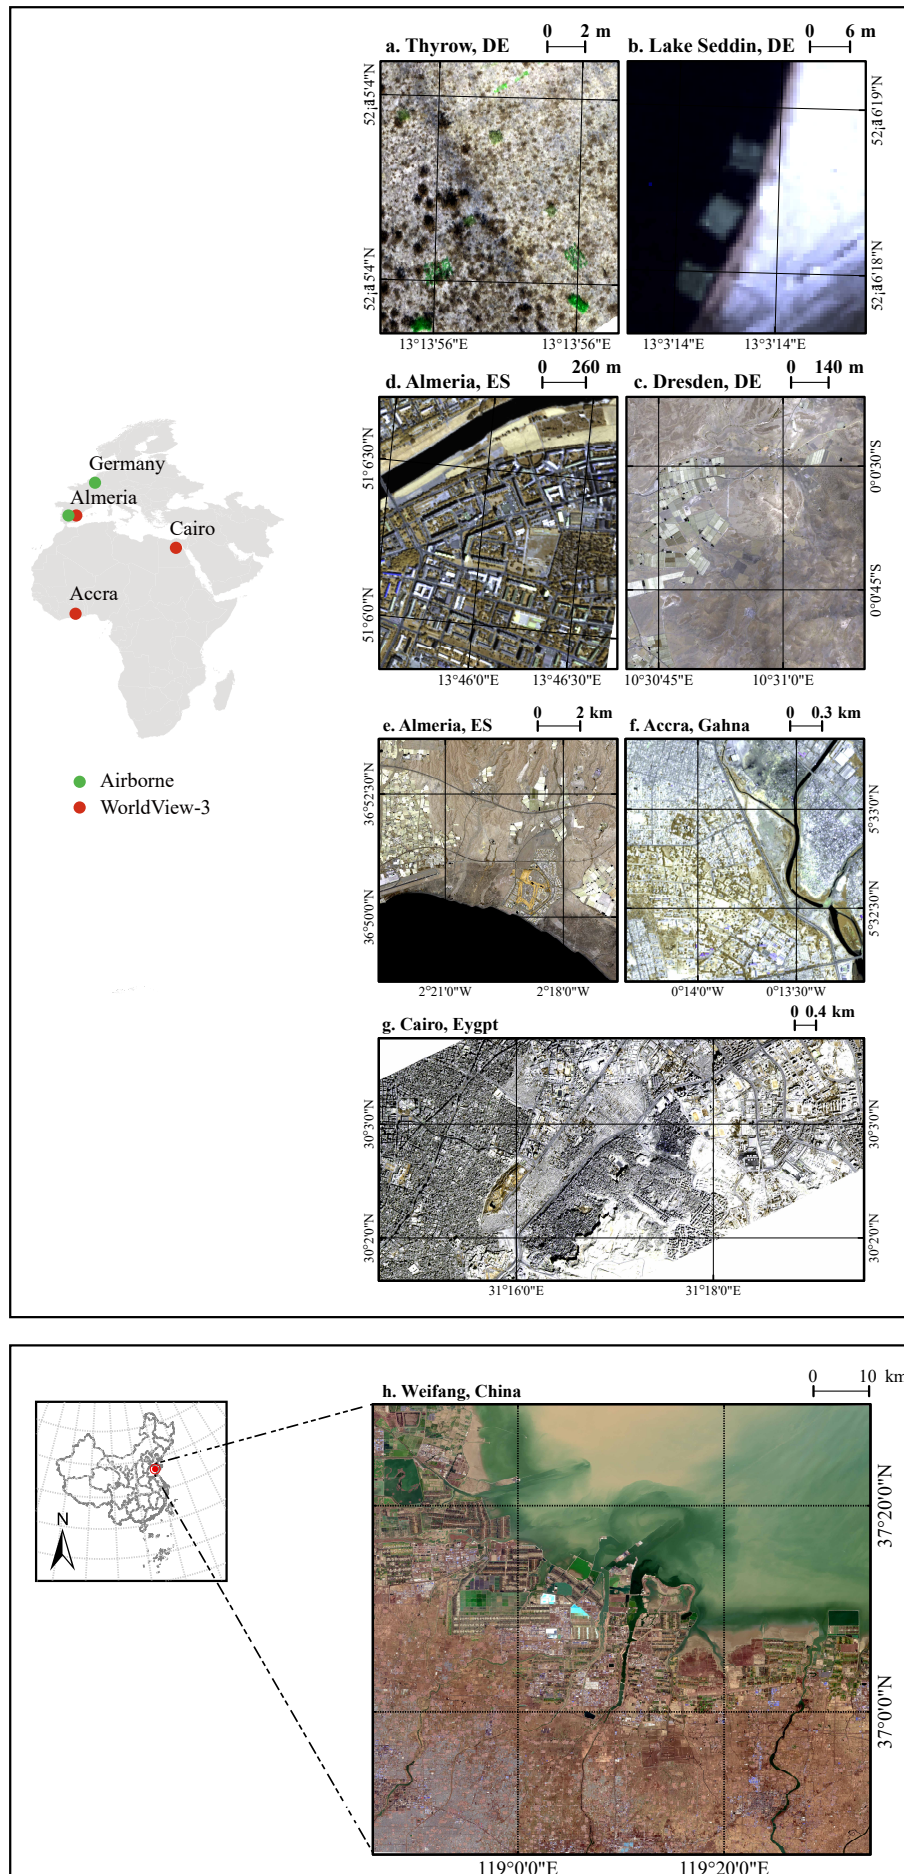 a. Thyrow, DE
0 2 m
b. Lake Seddin, DE
0 6 m
52¡ä15'4"N
52¡ä15'4"N
13°13'56"E 13°13'56"E
52¡ä16'19"N
52¡ä16'18"N
13°3'14"E 13°3'14"E
d. Almeria, ES
0 260 m
c. Dresden, DE
0 140 m
51°6'30"N
51°6'0"N
13°46'0"E 13°46'30"E
0°0'30"S
0°0'45"S
10°30'45"E 10°31'0"E
Germany
Almeria
Cairo
Accra
Airborne
WorldView-3
e. Almeria, ES
0 2 km
f. Accra, Gahna
0 0.3 km
36°52'30"N
36°50'0"N
2°21'0"W 2°18'0"W
5°33'0"N
5°32'30"N
0°14'0"W 0°13'30"W
g. Cairo, Eygpt
0 0.4 km
30°3'0"N
30°2'0"N
30°3'0"N
30°2'0"N
31°16'0"E 31°18'0"E
h. Weifang, China
0 10 km
N
37°20'0"N
37°0'0"N
119°0'0"E 119°20'0"E